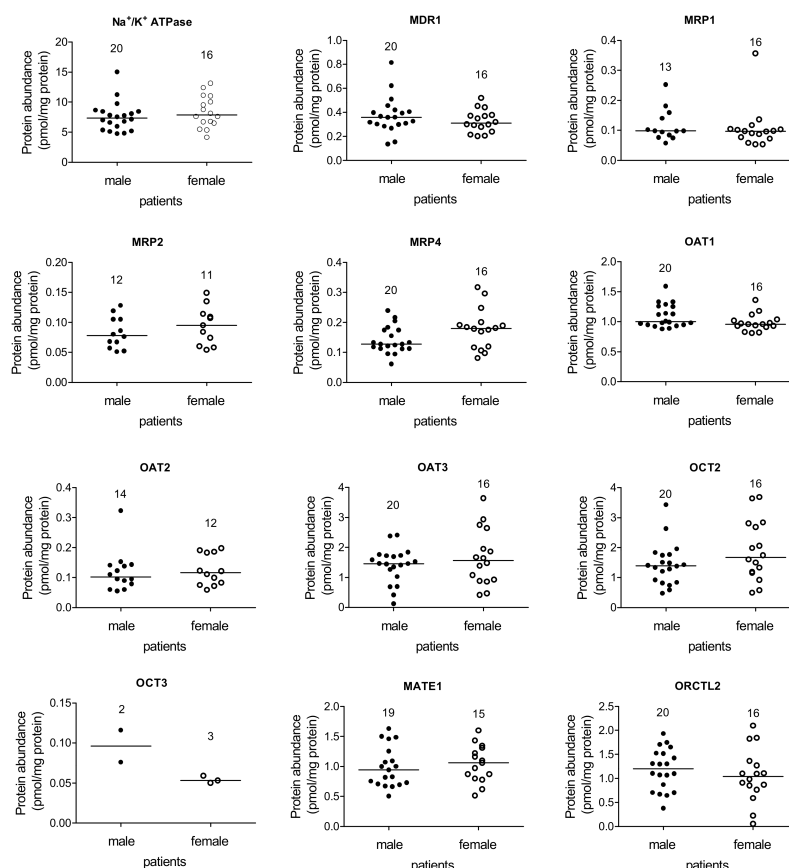 Na+/K+ ATPase
20
16
20
15
10
5
0
Protein abundance
(pmol/mg protein)
male
female
patients
MDR1
20
16
1.0
0.8
0.6
0.4
0.2
0.0
Protein abundance
(pmol/mg protein)
male
female
patients
MRP1
13
16
0.4
0.3
0.2
0.1
0.0
Protein abundance
(pmol/mg protein)
male
female
patients
MRP2
12
11
0.20
0.15
0.10
0.05
0.00
Protein abundance
(pmol/mg protein)
male
female
patients
MRP4
20
16
0.4
0.3
0.2
0.1
0.0
Protein abundance
(pmol/mg protein)
male
female
patients
OAT1
20
16
2.0
1.5
1.0
0.5
0.0
Protein abundance
(pmol/mg protein)
male
female
patients
OAT2
14
12
0.4
0.3
0.2
0.1
0.0
Protein abundance
(pmol/mg protein)
male
female
patients
OAT3
20
16
4
3
2
1
0
Protein abundance
(pmol/mg protein)
male
female
patients
OCT2
20
16
4
3
2
1
0
Protein abundance
(pmol/mg protein)
male
female
patients
OCT3
2
3
0.15
0.10
0.05
0.00
Protein abundance
(pmol/mg protein)
male
female
patients
MATE1
19
15
2.0
1.5
1.0
0.5
0.0
Protein abundance
(pmol/mg protein)
male
female
patients
ORCTL2
20
16
2.5
2.0
1.5
1.0
0.5
0.0
Protein abundance
(pmol/mg protein)
male
female
patients